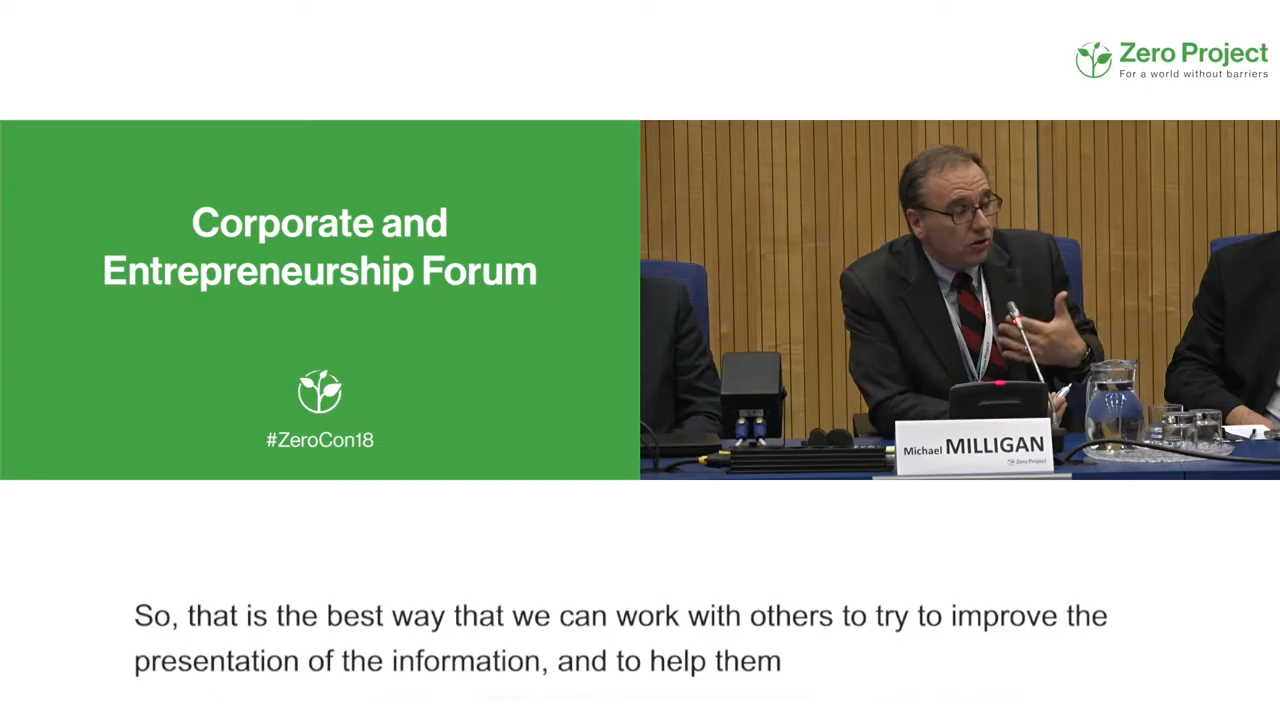 Zero Project
For a world without barriers
Corporate and
Entrepreneurship Forum
#ZeroCon18
Michael MILLIGAN
Zero Project
So, that is the best way that we can work with others to try to improve the
presentation of the information, and to help them